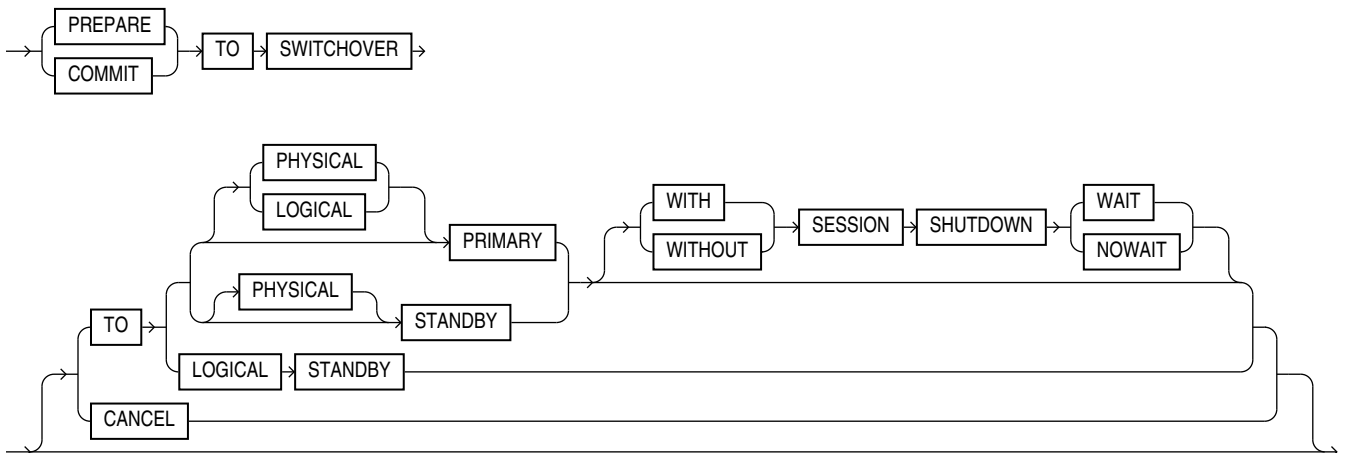 PREPARE
COMMIT
TO SWITCHOVER
PHYSICAL
LOGICAL
PRIMARY
PHYSICAL
STANDBY
WITH
WITHOUT
SESSION SHUTDOWN
WAIT
NOWAIT
TO
LOGICAL STANDBY
CANCEL